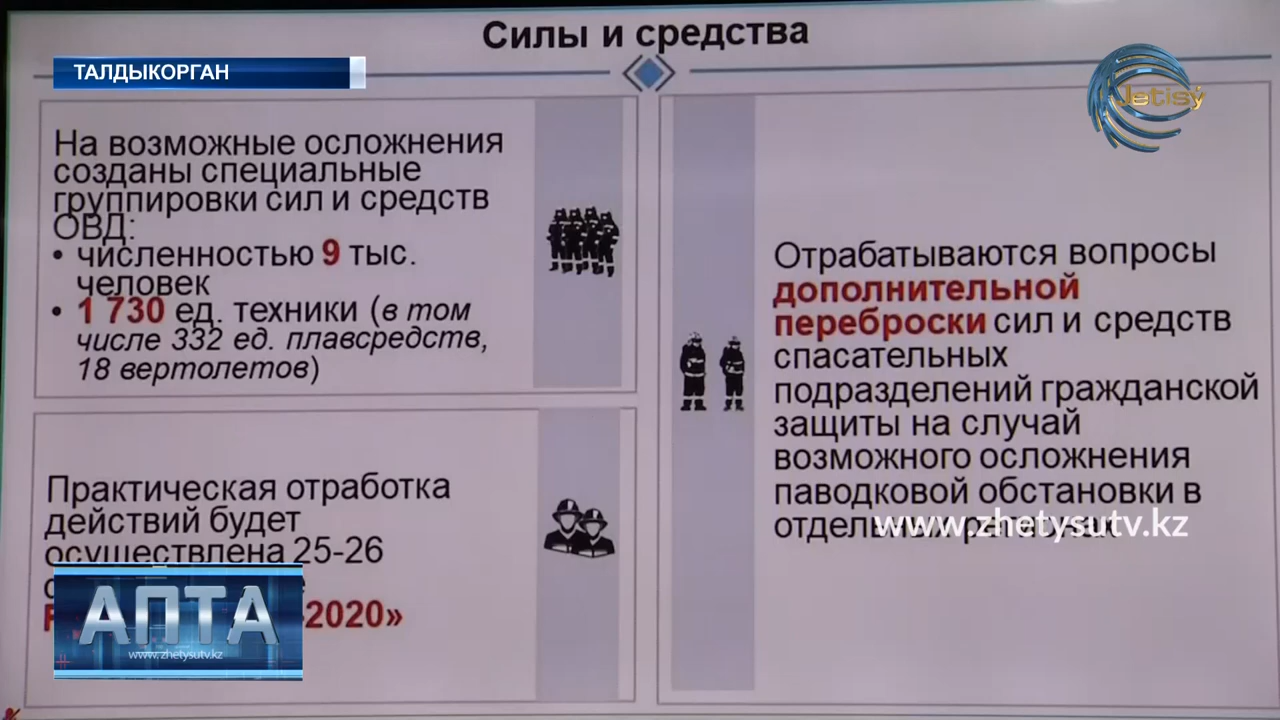 Силы и средства
ТАЛДЫКОРГАН
Jetisý
На возможные осложнения
созданы специальные
группировки сил и средств
ОВД:
• численностью 9 тыс.
человек
• 1 730 ед. техники (в том
числе 332 ед. плавсредств,
18 вертолетов)
Практическая отработка
действий будет
осуществлена 25-26
-2020»
Отрабатываются вопросы
дополнительной
переброски сил и средств
спасательных
подразделений гражданской
защиты на случай
возможного осложнения
паводковой обстановки в
отдельных
www.zhetysutv.kz
АПТА
www.zhetysutv.kz